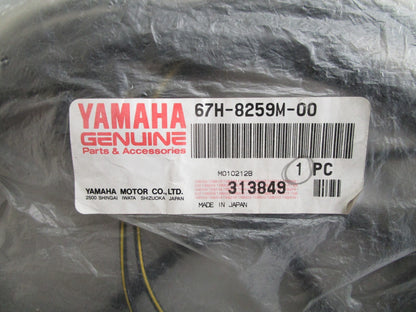 YAMAHA 67H-8259M-00
GENUINE
Parts & Accessories
M010212B
1 PC
YAMAHA MOTOR CO.,LTD. 313849
2500 SHINGAI IWATA SHIZUOKA JAPAN
MADE IN JAPAN